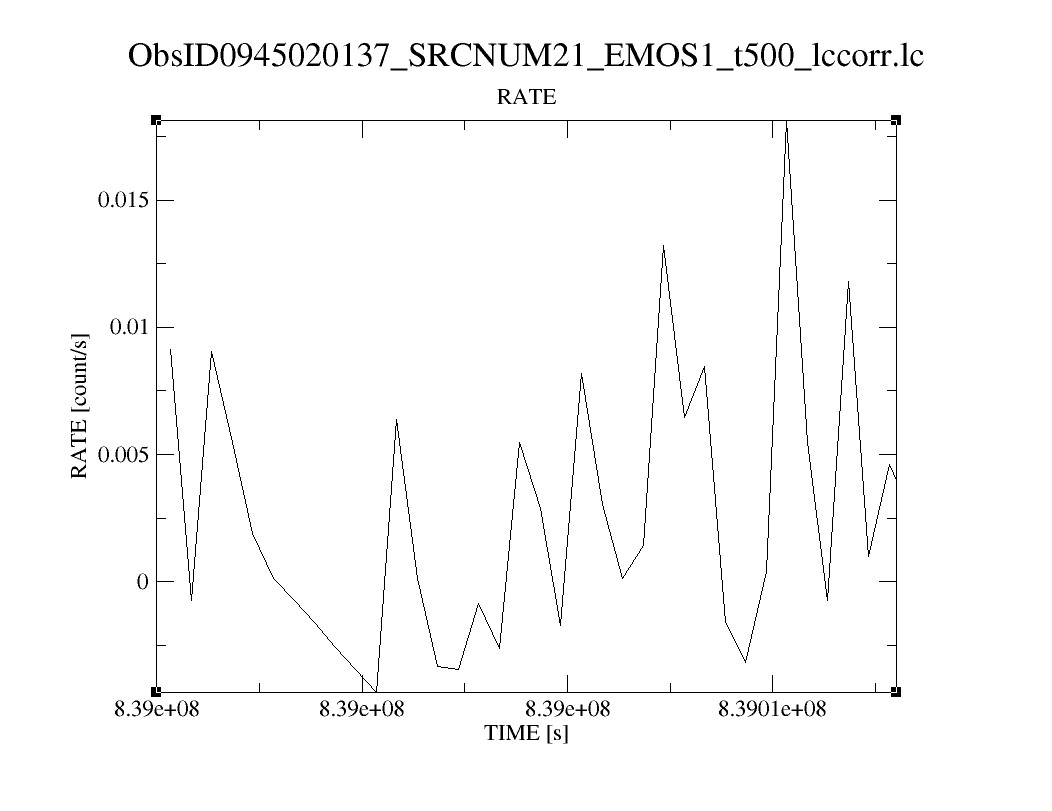 ObsID0945020137_SRCNUM21_EMOS1_t500_lccorr.lc
RATE
0.015
0.01
0.005
0
RATE [count/s]
8.39e+08 8.39e+08 8.39e+08 8.3901e+08
TIME [s]